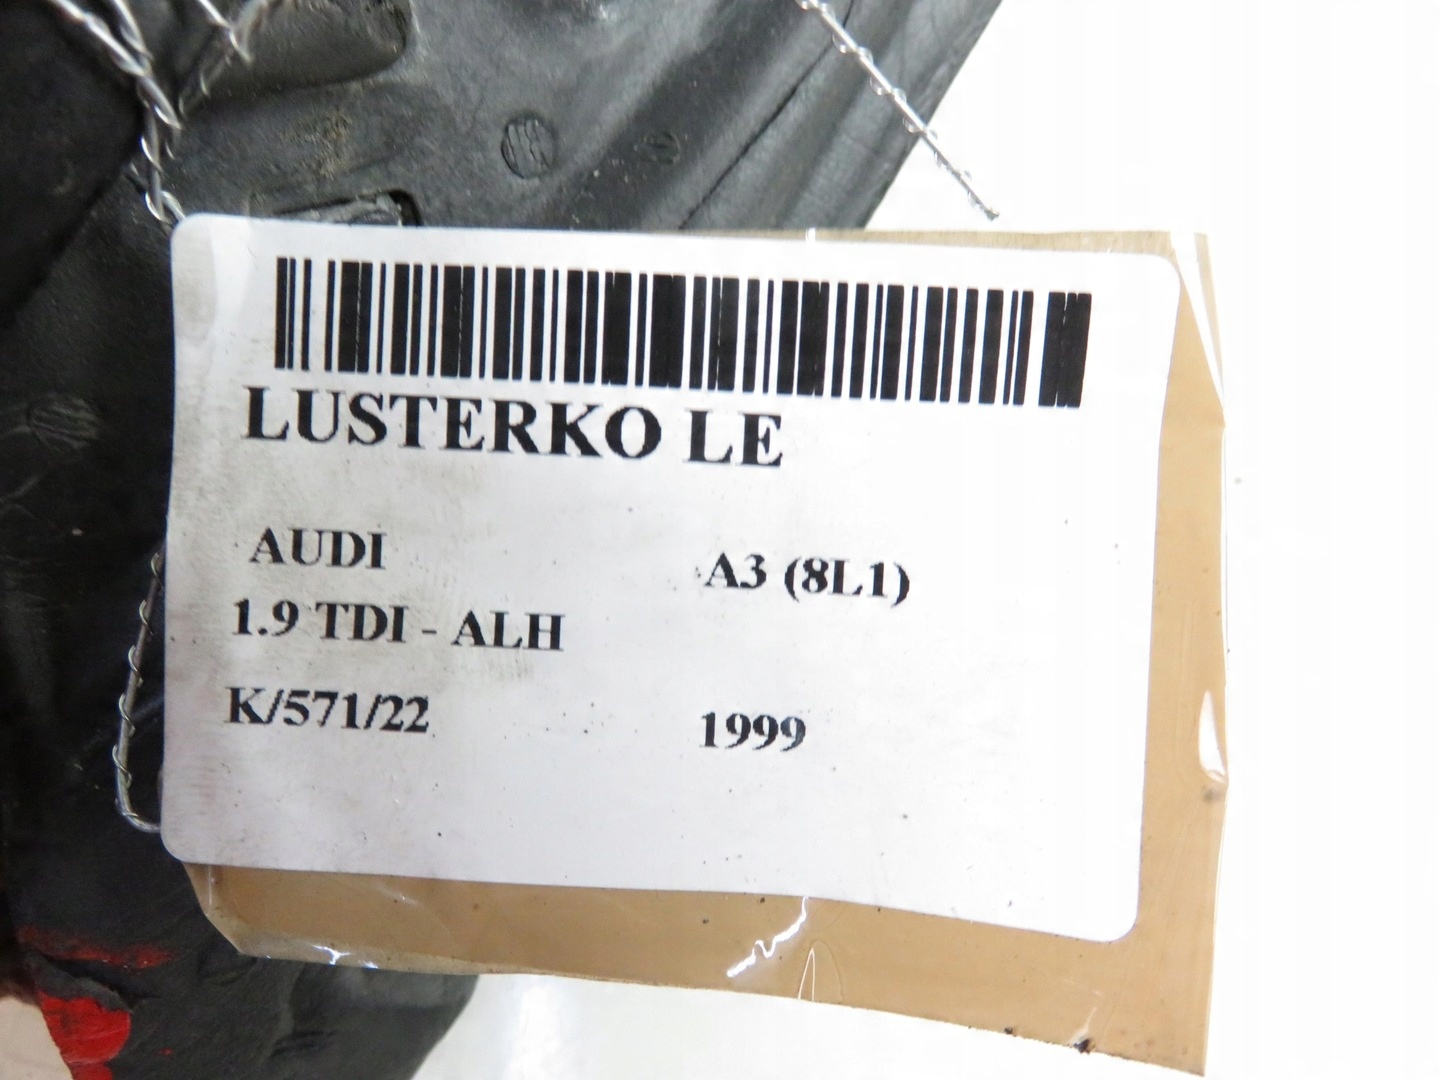 LUSTERKO LE
AUDI A3 (8L1)
1.9 TDI - ALH
K/571/22 1999